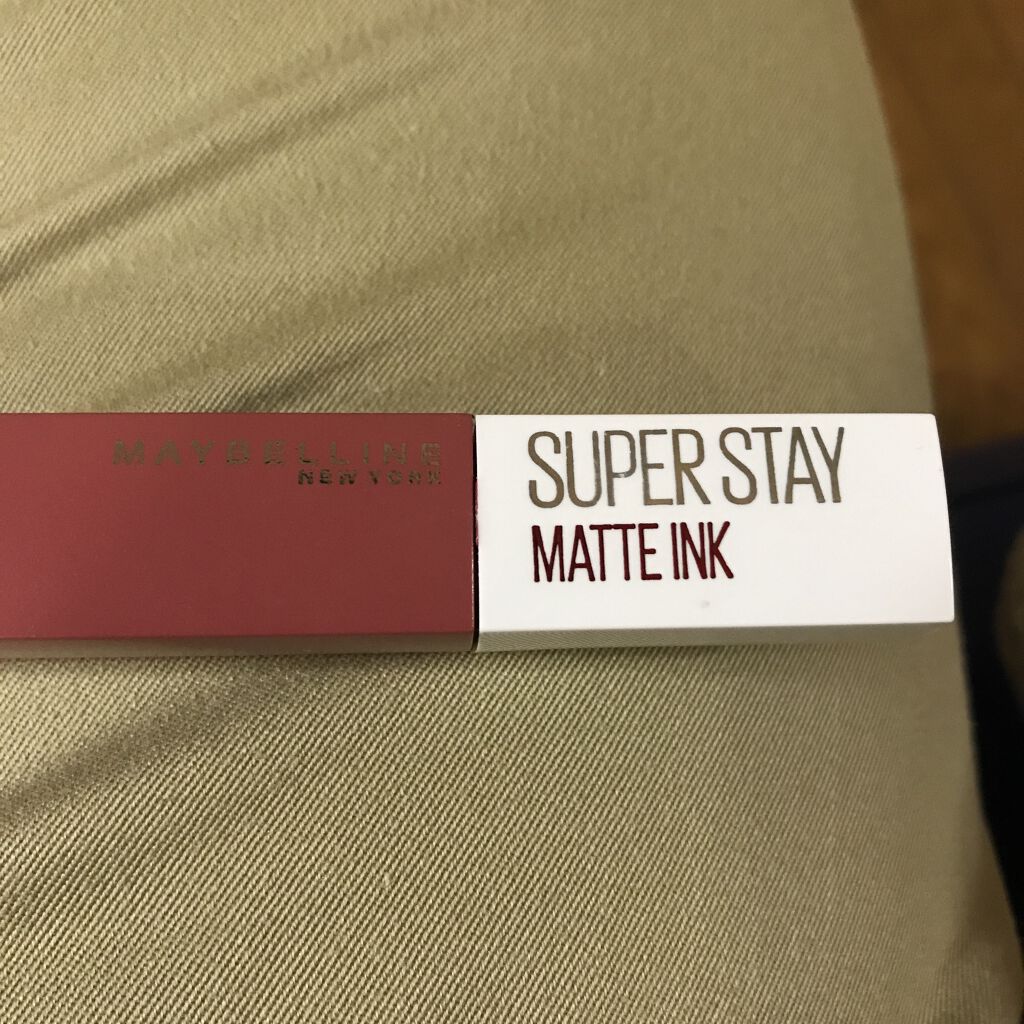 MAYBELLINE
NEW YORK
SUPER STAY
MATTE INK